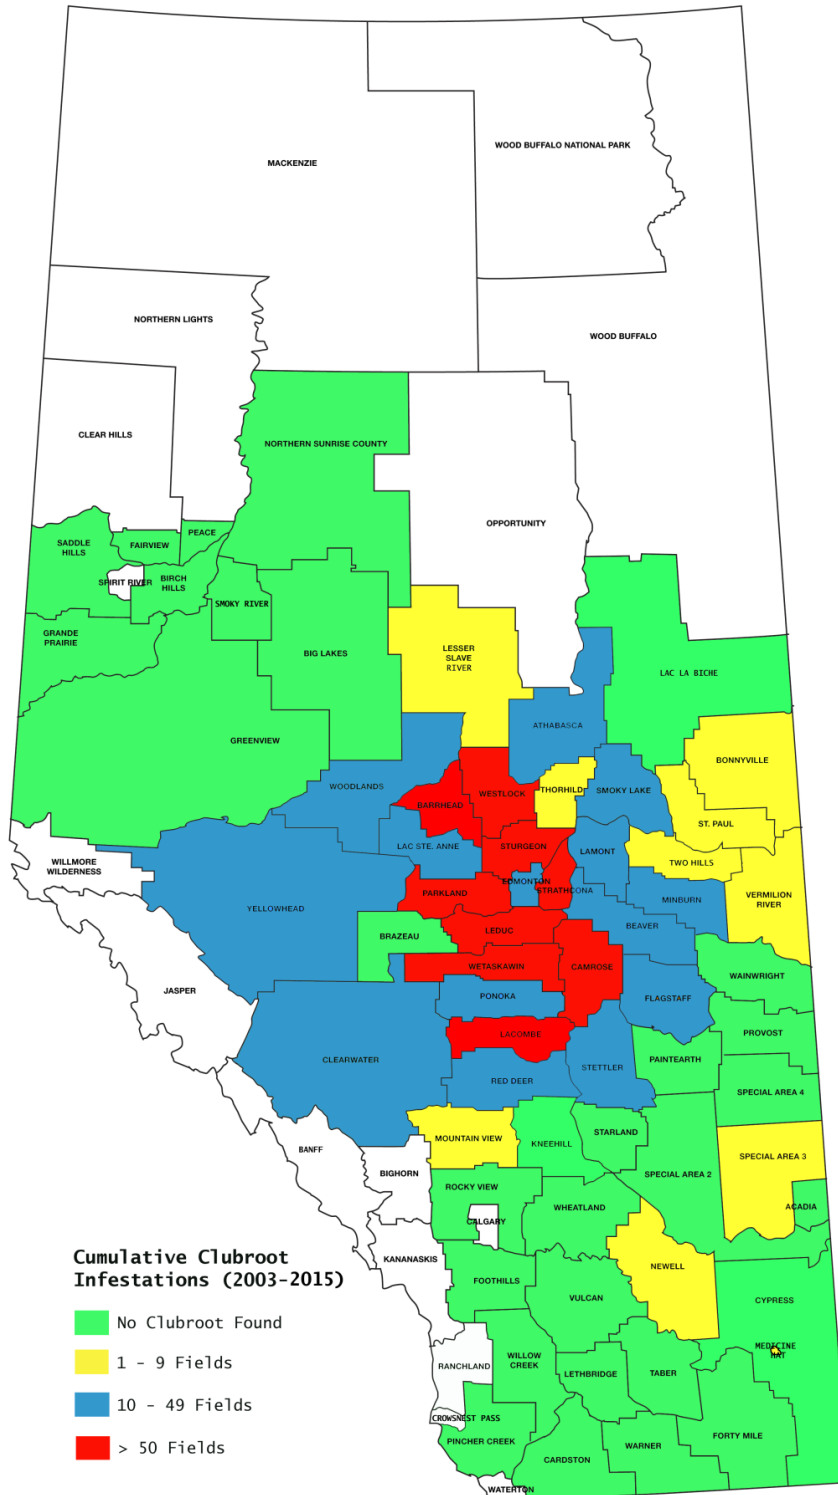 WOOD BUFFALO NATIONAL PARK
MACKENZIE
NORTHERN LIGHTS
WOOD BUFFALO
CLEAR HILLS
NORTHERN SUNRISE COUNTY
OPPORTUNITY
PEACE
SADDLE
HILLS
FAIRVIEW
SPIRIT RIVER
BIRCH
HILLS
SMOKY RIVER
GRANDE
PRAIRIE
BIG LAKES
LESSER
SLAVE
RIVER
LAC LA BICHE
ATHABASCA
GREENVIEW
BONNYVILLE
WOODLANDS
THORHILD
SMOKY LAKE
WESTLOCK
BARRHEAD
ST. PAUL
LAC STE. ANNE
STURGEON
LAMONT
TWO HILLS
WILLMORE
WILDERNESS
EDMONTON
STRATHCONA
PARKLAND
MINBURN
VERMILION
RIVER
YELLOWHEAD
BEAVER
LEDUC
BRAZEAU
WETASKIWIN
CAMROSE
WAINWRIGHT
JASPER
PONOKA
FLAGSTAFF
LACOMBE
PROVOST
CLEARWATER
PAINTEARTH
STETTLER
RED DEER
SPECIAL AREA 4
STARLAND
MOUNTAIN VIEW
KNEEHILL
BANFF
SPECIAL AREA 3
BIGHORN
SPECIAL AREA 2
ROCKY VIEW
WHEATLAND
ACADIA
CALGARY
KANANASKIS
NEWELL
FOOTHILLS
VULCAN
CYPRESS
MEDICINE
HAT
WILLOW
CREEK
RANCHLAND
LETHBRIDGE
TABER
CROWSNEST PASS
FORTY MILE
PINCHER CREEK
WARNER
CARDSTON
WATERTON
Cumulative Clubroot
Infestations (2003-2015)
No Clubroot Found
1 - 9 Fields
10 - 49 Fields
> 50 Fields